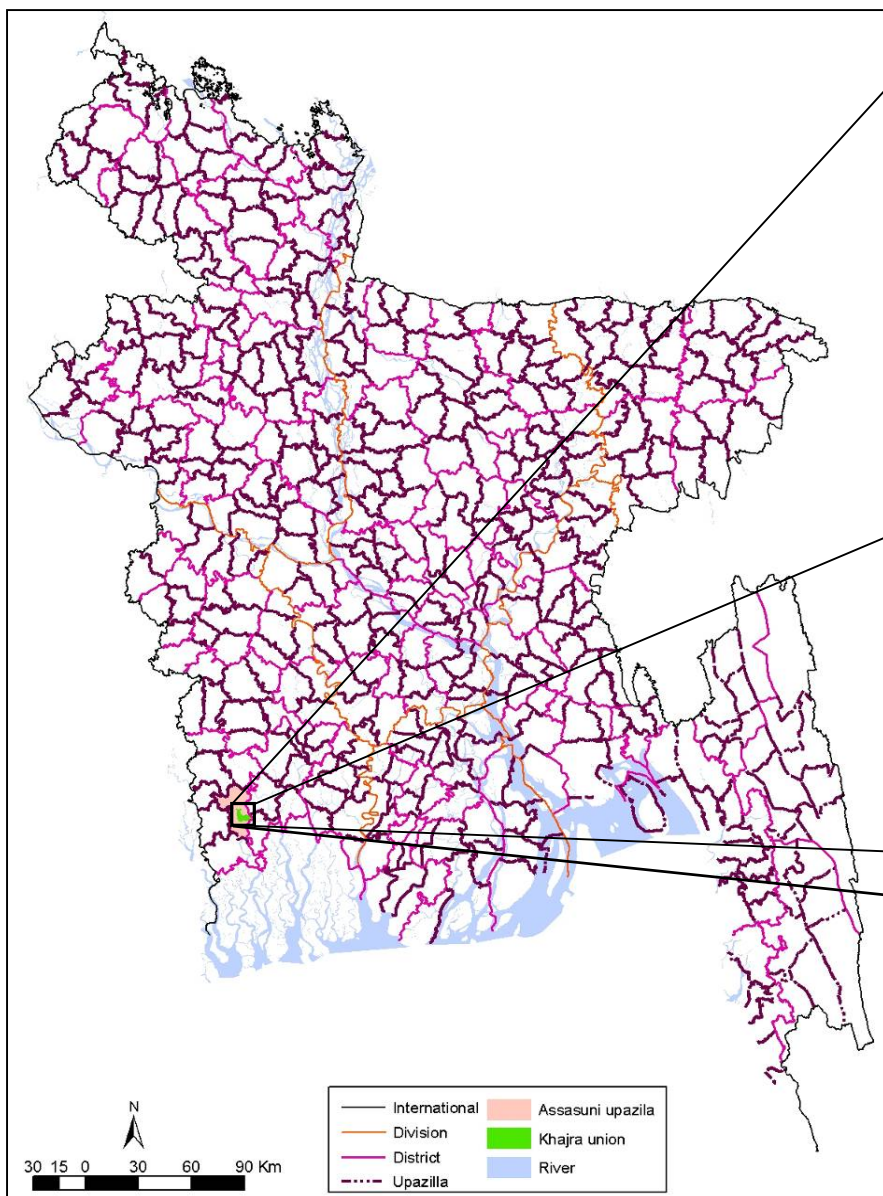 N
30 15 0 30 60 90 Km
International
Division
District
Upazilla
Assasuni upazila
Khajra union
River